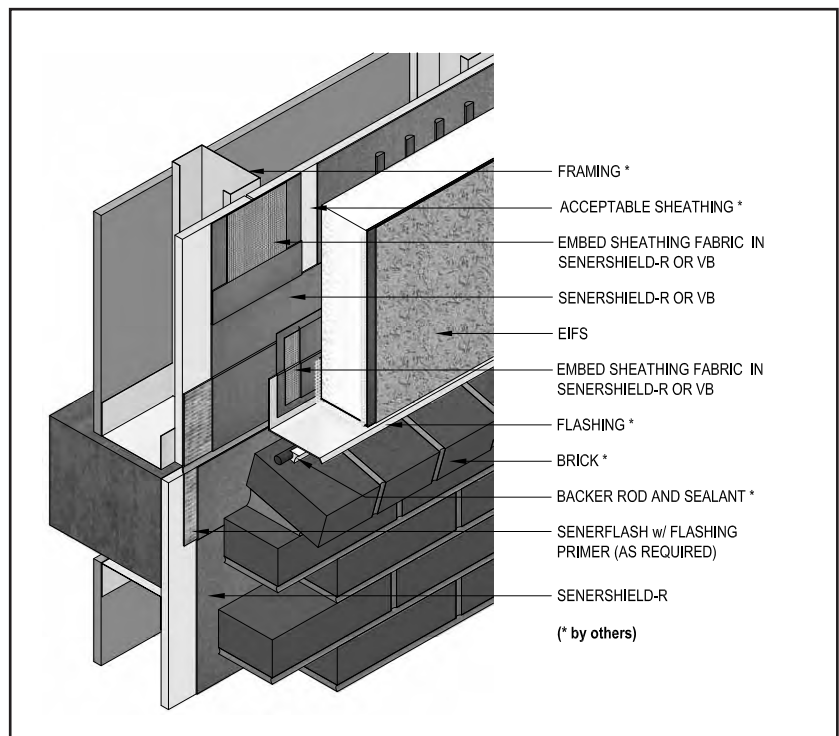 FRAMING *
ACCEPTABLE SHEATHING *
EMBED SHEATHING FABRIC IN
SENERSHIELD-R OR VB
SENERSHIELD-R OR VB
EIFS
EMBED SHEATHING FABRIC IN
SENERSHIELD-R OR VB
FLASHING *
BRICK *
BACKER ROD AND SEALANT *
SENERFLASH w/ FLASHING
PRIMER (AS REQUIRED)
SENERSHIELD-R
(* by others)